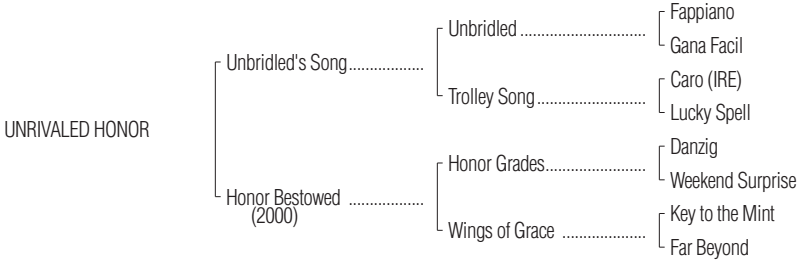 Fappiano
Unbridled ..............................
Gana Facil
Unbridled's Song..................
Caro (IRE)
Trolley Song..........................
Lucky Spell
UNRIVALED HONOR
Danzig
Honor Grades........................
Weekend Surprise
Honor Bestowed ..................
(2000)
Key to the Mint
Wings of Grace ....................
Far Beyond